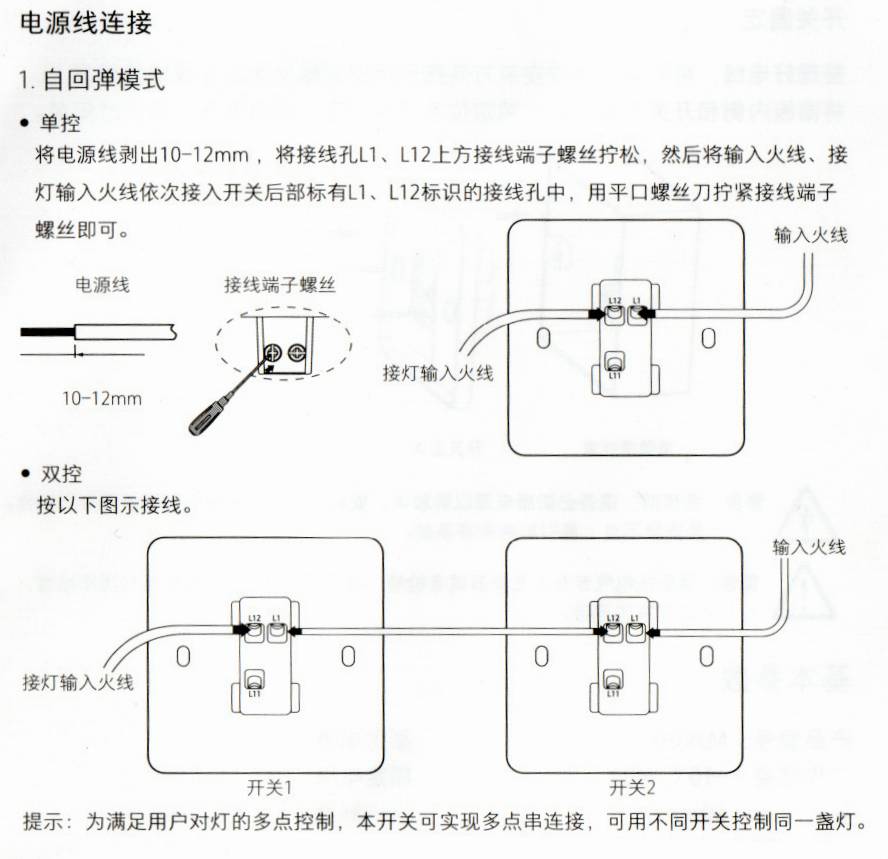 电源线连接
1. 自回弹模式
• 单控
将电源线剥出10-12mm，将接线孔L1、L12上方接线端子螺丝拧松，然后将输入火线、接
灯输入火线依次接入开关后部标有L1、L12标识的接线孔中，用平口螺丝刀拧紧接线端子
螺丝即可。
输入火线
电源线
接线端子螺丝
L12 L1
接灯输入火线
L11
10-12mm
• 双控
按以下图示接线。
输入火线
L12 L1
L12 L1
接灯输入火线
L11
L11
开关1
开关2
提示：为满足用户对灯的多点控制，本开关可实现多点串连接，可用不同开关控制同一盏灯。